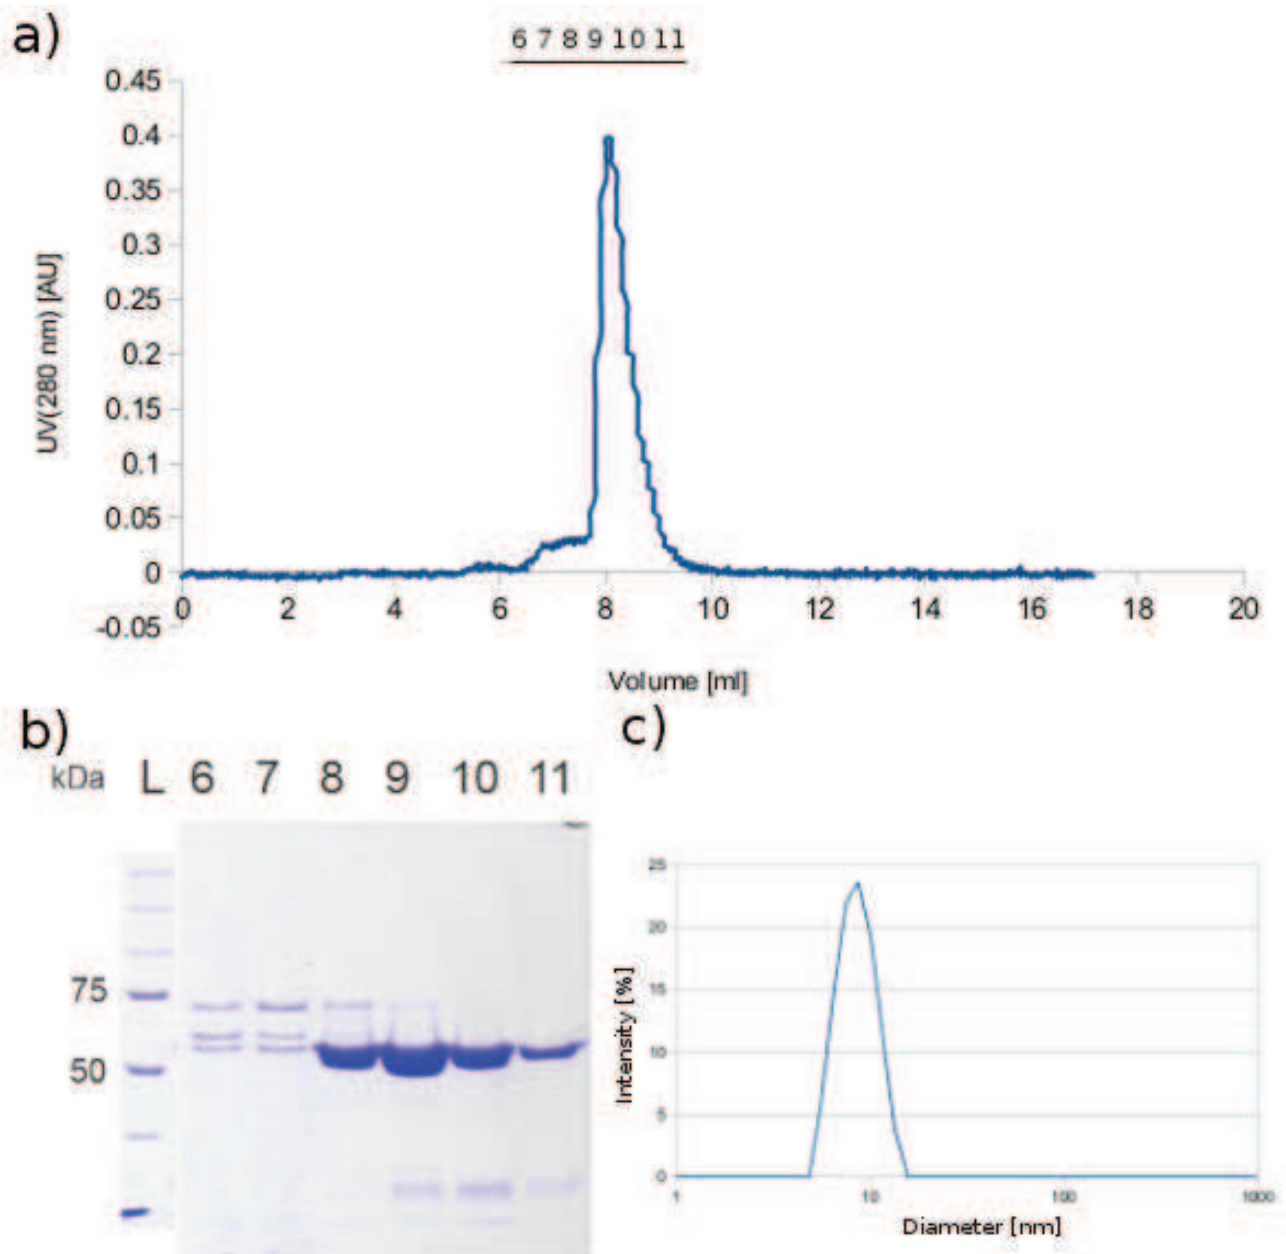 a)
6 7 8 9 10 11
0.45
0.4
0.35
0.3
0.25
0.2
0.15
0.1
0.05
0
-0.05
UV(280 nm) [AU]
0 2 4 6 8 10 12 14 16 18 20
Volume [ml]
b)
kDa L 6 7 8 9 10 11
75
50
c)
25
20
15
10
5
0
Intensity [%]
1 10 100 1000
Diameter [nm]